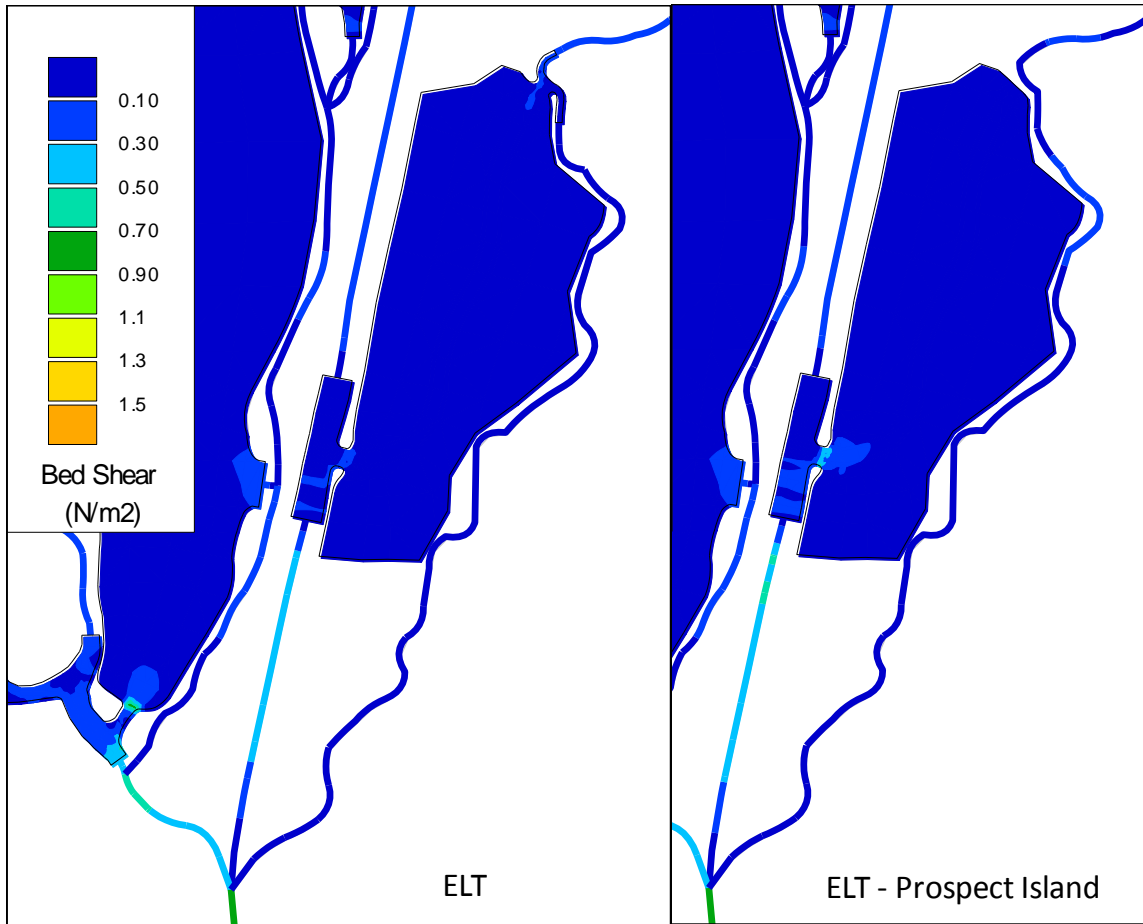 0.10
0.30
0.50
0.70
0.90
1.1
1.3
1.5
Bed Shear
(N/m2)
ELT
ELT - Prospect Island